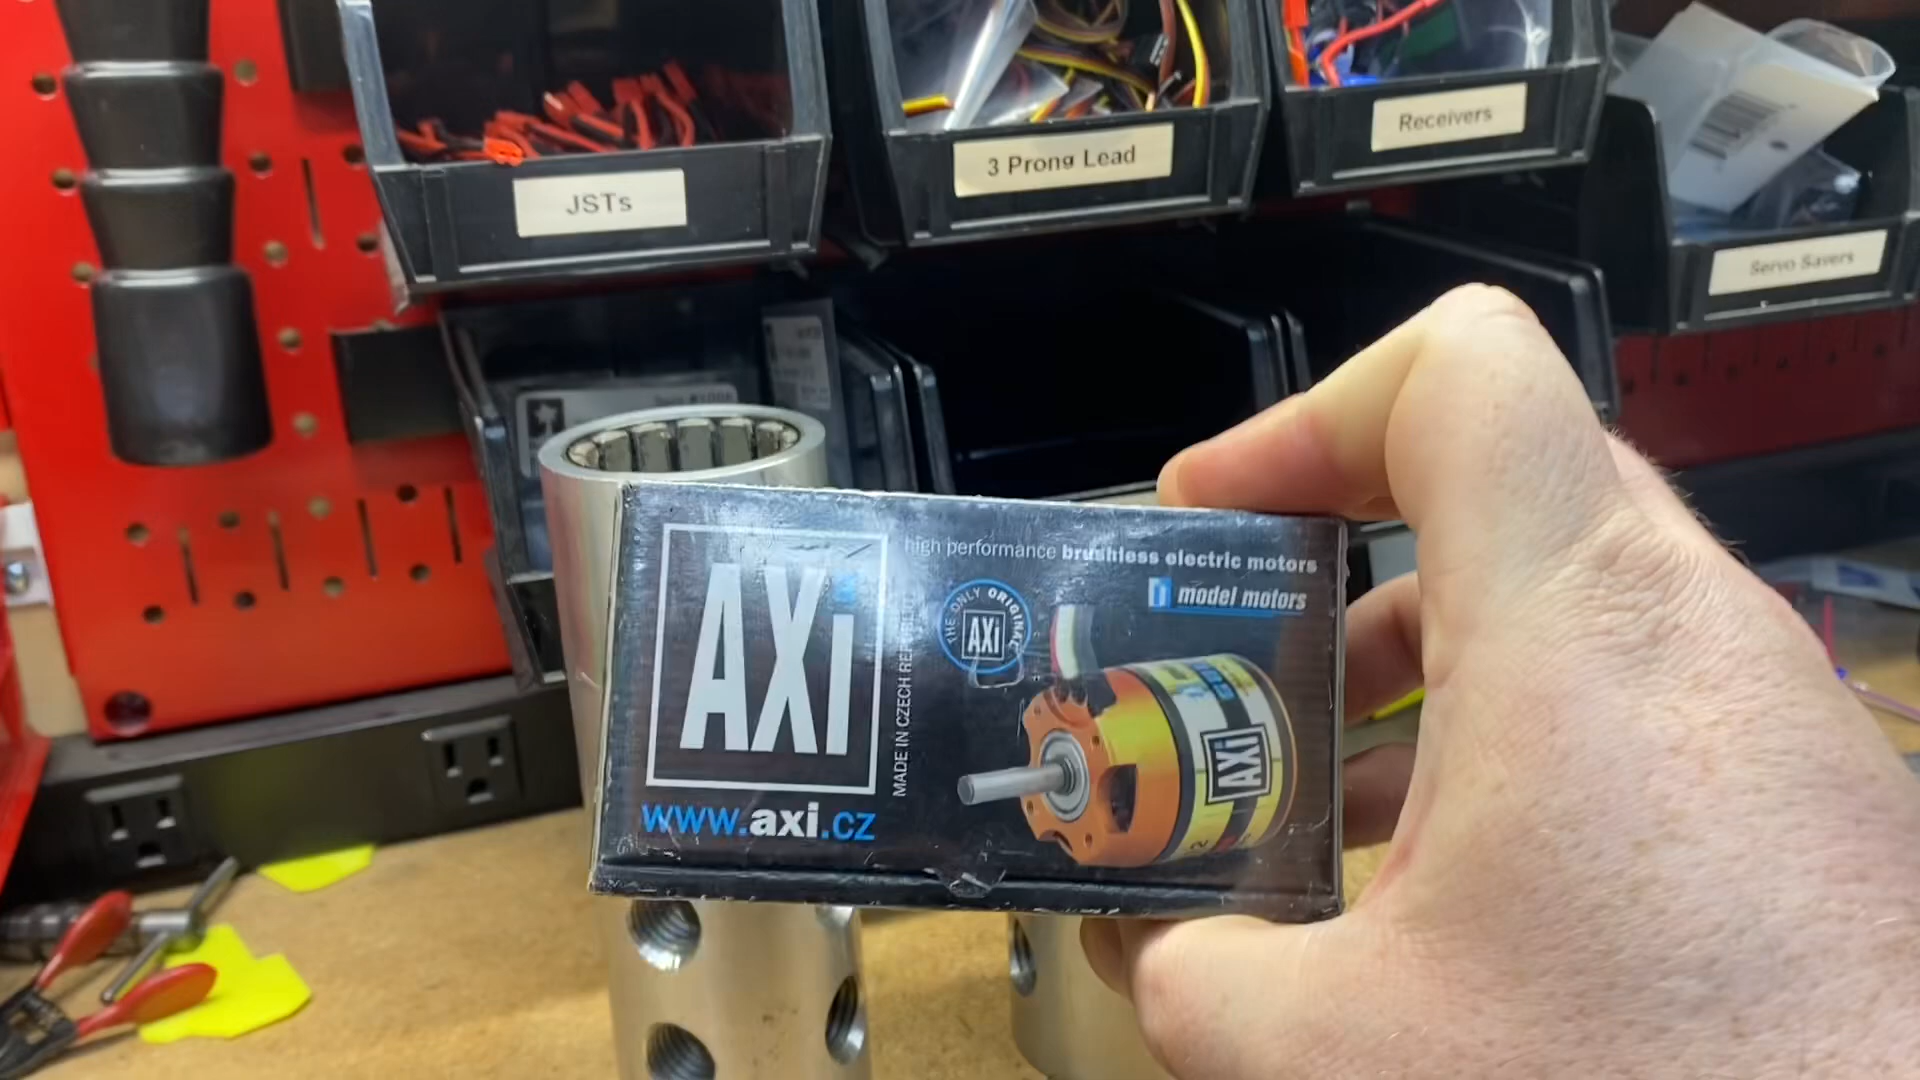 JSTs
3 Prong Lead
Receivers
Servo Savers
AXi
high performance brushless electric motors
model motors
THE ONLY ORIGINAL
AXi
MADE IN CZECH REPUBLIC
AXi
www.axi.cz